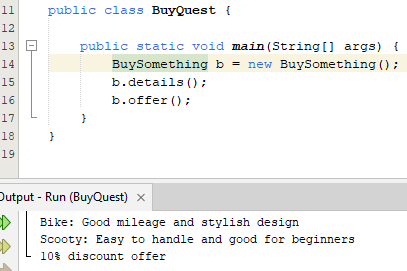 11 public class BuyQuest {
12
13 public static void main(String[] args) {
14 BuySomething b = new BuySomething();
15 b.details();
16 b.offer();
17 }
18 }
19
Output - Run (BuyQuest) ×
Bike: Good mileage and stylish design
Scooty: Easy to handle and good for beginners
10% discount offer